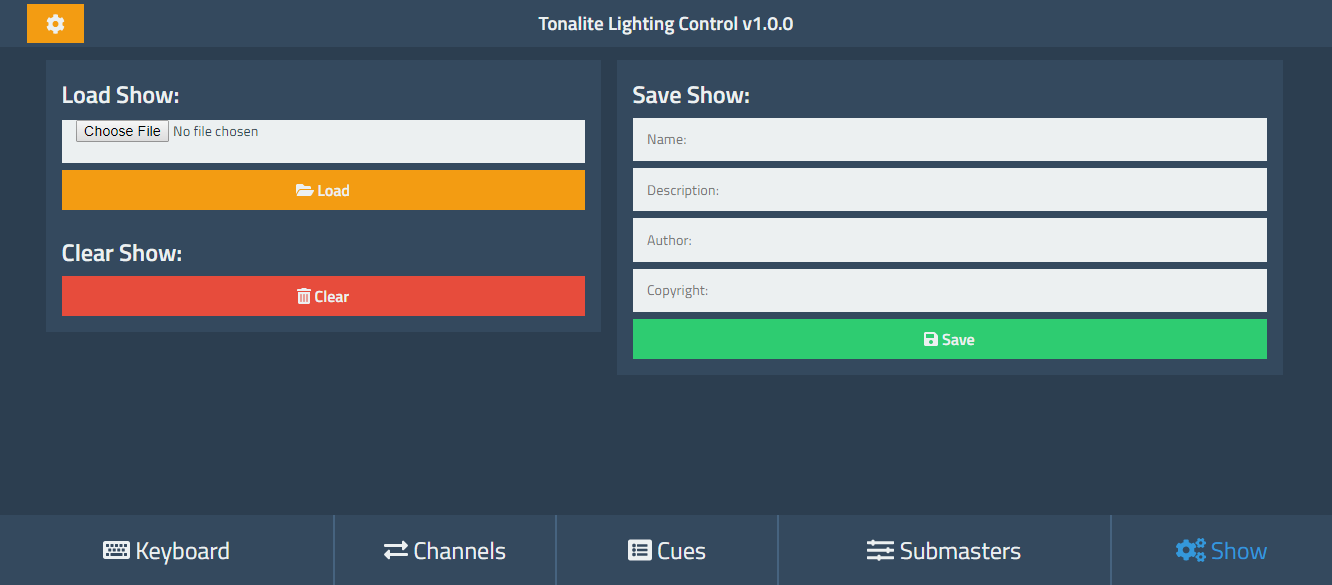 Tonalite Lighting Control v1.0.0
Load Show:
Choose File No file chosen
Load
Clear Show:
Clear
Save Show:
Name:
Description:
Author:
Copyright:
Save
Keyboard
Channels
Cues
Submasters
Show